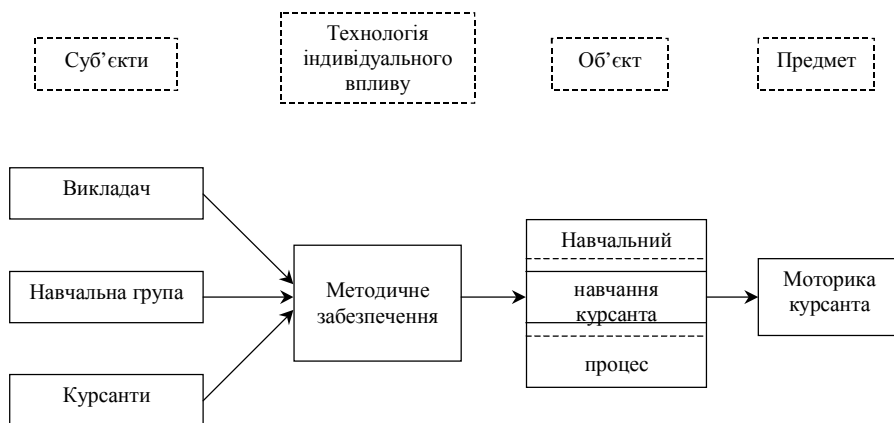 Суб’єкти
Технологія
індивідуального
впливу
Об’єкт
Предмет
Викладач
Навчальна група
Курсанти
Методичне
забезпечення
Навчальний
навчання
курсанта
процес
Моторика
курсанта